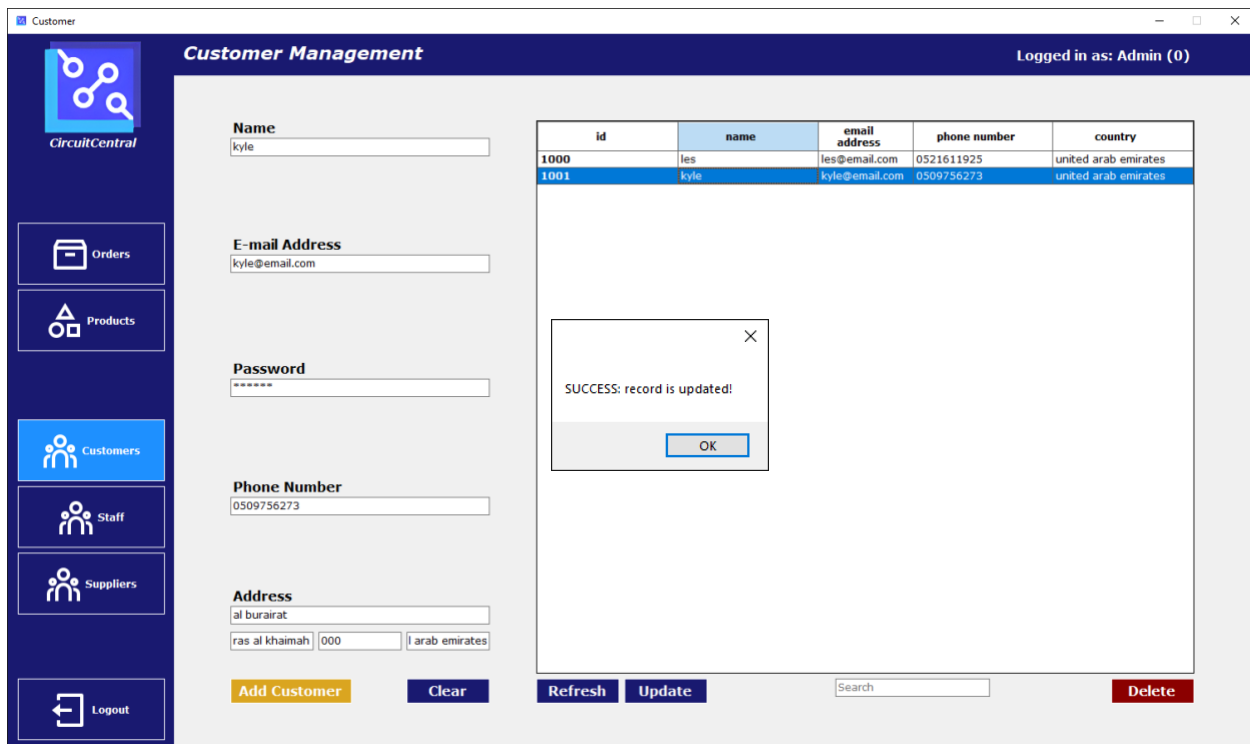 Customer
CircuitCentral
Customer Management
Logged in as: Admin (0)
Orders
Products
Customers
Staff
Suppliers
Logout
Name
kyle
E-mail Address
kyle@email.com
Password
******
Phone Number
0509756273
Address
al burairat
ras al khaimah 000 l arab emirates
Add Customer Clear
id name email address phone number country
1000 les les@email.com 0521611925 united arab emirates
1001 kyle kyle@email.com 0509756273 united arab emirates
SUCCESS: record is updated!
OK
Refresh Update Search Delete